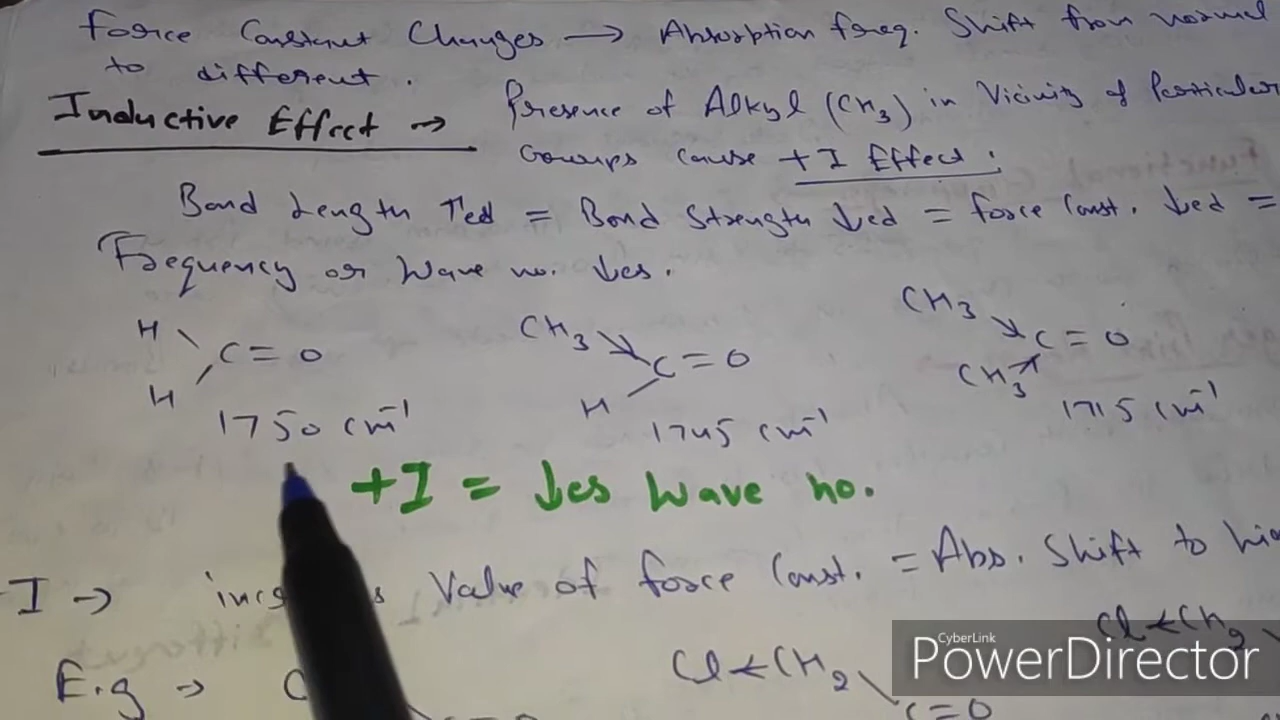 Force Constant Changes → Absorption freq. Shift from normal
to different.
Inductive Effect → Presence of Alkyl (CH3) in Vicinity of Particular
Groups cause +I Effect.
Bond Length ↑ed = Bond Strength ↓ed = force Const. ↓ed =
Frequency or Wave no. ↓es.
H
H
C=O
1750 cm⁻¹
CH3
H
C=O
1745 cm⁻¹
CH3
CH3
C=O
1715 cm⁻¹
+I = ↓es Wave no.
-I → Value of force Const. = Abs. Shift to
E.g →
Cl CH2
C=O
Cl CH2
CyberLink
PowerDirector